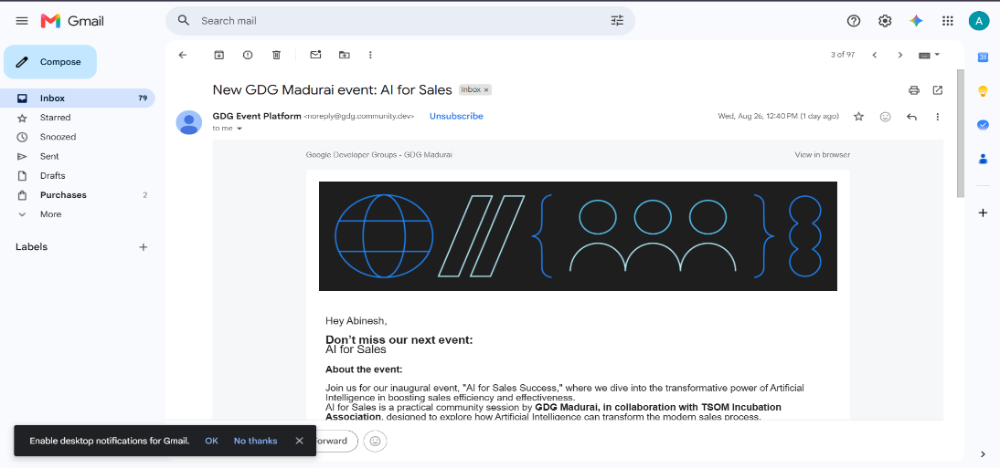 Gmail
Search mail
A
Compose
Inbox 79
Starred
Snoozed
Sent
Drafts
Purchases 2
More
Labels
3 of 97
New GDG Madurai event: AI for Sales Inbox ×
GDG Event Platform <noreply@gdg.community.dev> Unsubscribe
Wed, Aug 26, 12:40 PM (1 day ago)
to me
Google Developer Groups - GDG Madurai View in browser
Hey Abinesh,
Don't miss our next event:
AI for Sales
About the event:
Join us for our inaugural event, "AI for Sales Success," where we dive into the transformative power of Artificial
Intelligence in boosting sales efficiency and effectiveness.
AI for Sales is a practical community session by GDG Madurai, in collaboration with TSOM Incubation
Association, designed to explore how Artificial Intelligence can transform the modern sales process.
Enable desktop notifications for Gmail. OK No thanks
orward
31